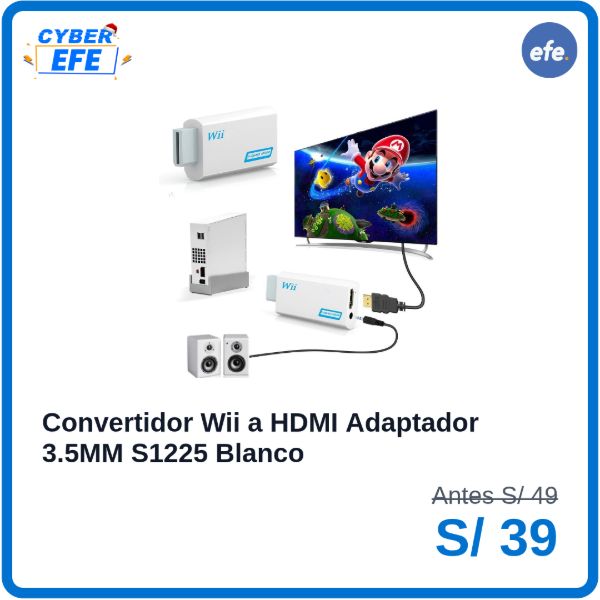 CYBER
EFE
efe.
Wii
Wii
Convertidor Wii a HDMI Adaptador
3.5MM S1225 Blanco
Antes S/ 49
S/ 39